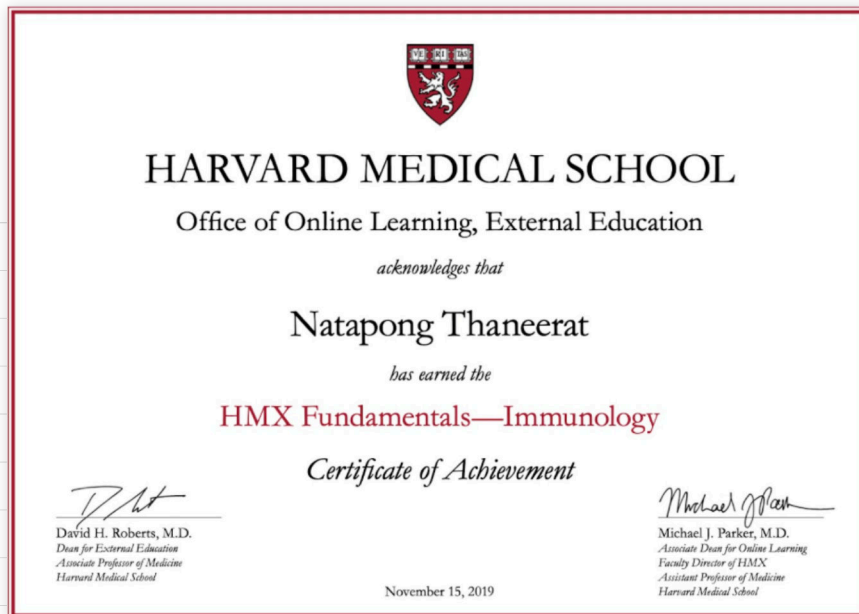 VE RI TAS
HARVARD MEDICAL SCHOOL
Office of Online Learning, External Education
acknowledges that
Natapong Thaneerat
has earned the
HMX Fundamentals—Immunology
Certificate of Achievement
David H. Roberts, M.D.
Dean for External Education
Associate Professor of Medicine
Harvard Medical School
Michael J. Parker, M.D.
Associate Dean for Online Learning
Faculty Director of HMX
Assistant Professor of Medicine
Harvard Medical School
November 15, 2019